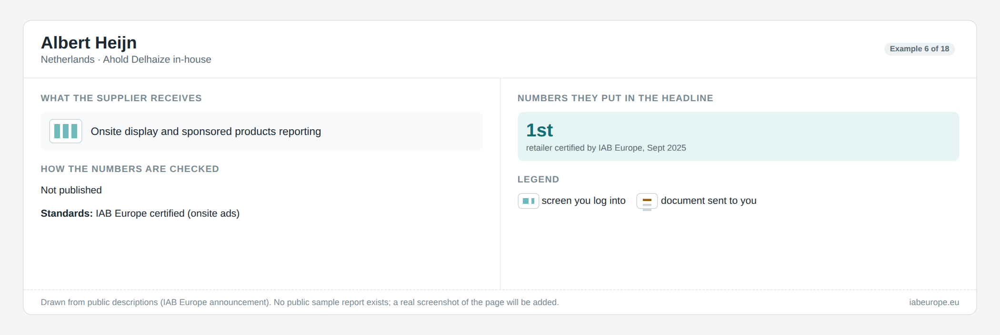 Albert Heijn
Netherlands · Ahold Delhaize in-house
Example 6 of 18
WHAT THE SUPPLIER RECEIVES
Onsite display and sponsored products reporting
HOW THE NUMBERS ARE CHECKED
Not published
Standards: IAB Europe certified (onsite ads)
NUMBERS THEY PUT IN THE HEADLINE
1st
retailer certified by IAB Europe, Sept 2025
LEGEND
screen you log into
document sent to you
Drawn from public descriptions (IAB Europe announcement). No public sample report exists; a real screenshot of the page will be added.
iabeurope.eu